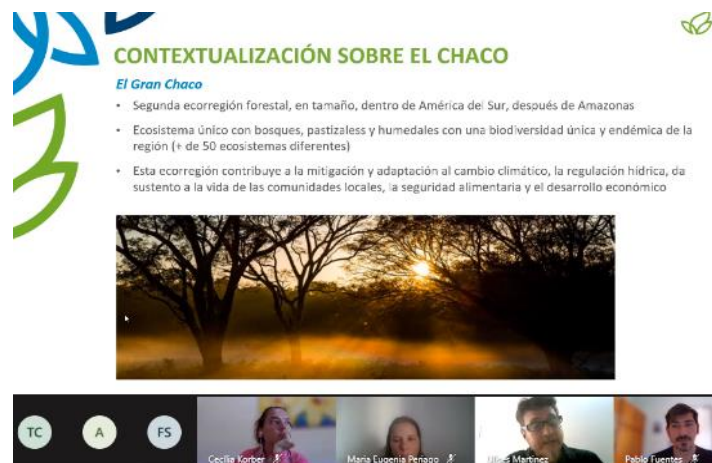 CONTEXTUALIZACIÓN SOBRE EL CHACO
El Gran Chaco
• Segunda ecorregión forestal, en tamaño, dentro de América del Sur, después de Amazonas
• Ecosistema único con bosques, pastizaless y humedales con una biodiversidad única y endémica de la
región (+ de 50 ecosistemas diferentes)
• Esta ecorregión contribuye a la mitigación y adaptación al cambio climático, la regulación hídrica, da
sustento a la vida de las comunidades locales, la seguridad alimentaria y el desarrollo económico
TC
A
FS
Cecilia Korber
Maria Eugenia Periago
Ulises Martinez
Pablo Fuentes